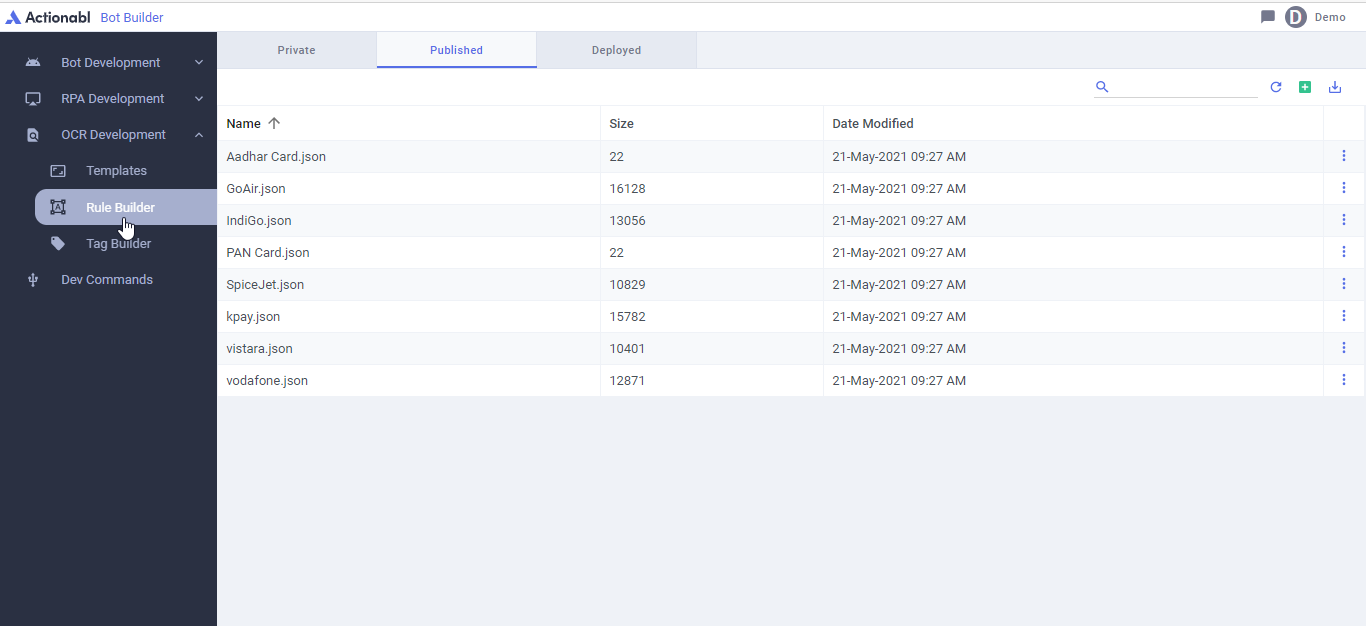 Actionabl Bot Builder D Demo
Bot Development
RPA Development
OCR Development
Templates
Rule Builder
Tag Builder
Dev Commands
Private Published Deployed
Name Size Date Modified
Aadhar Card.json 22 21-May-2021 09:27 AM
GoAir.json 16128 21-May-2021 09:27 AM
IndiGo.json 13056 21-May-2021 09:27 AM
PAN Card.json 22 21-May-2021 09:27 AM
SpiceJet.json 10829 21-May-2021 09:27 AM
kpay.json 15782 21-May-2021 09:27 AM
vistara.json 10401 21-May-2021 09:27 AM
vodafone.json 12871 21-May-2021 09:27 AM